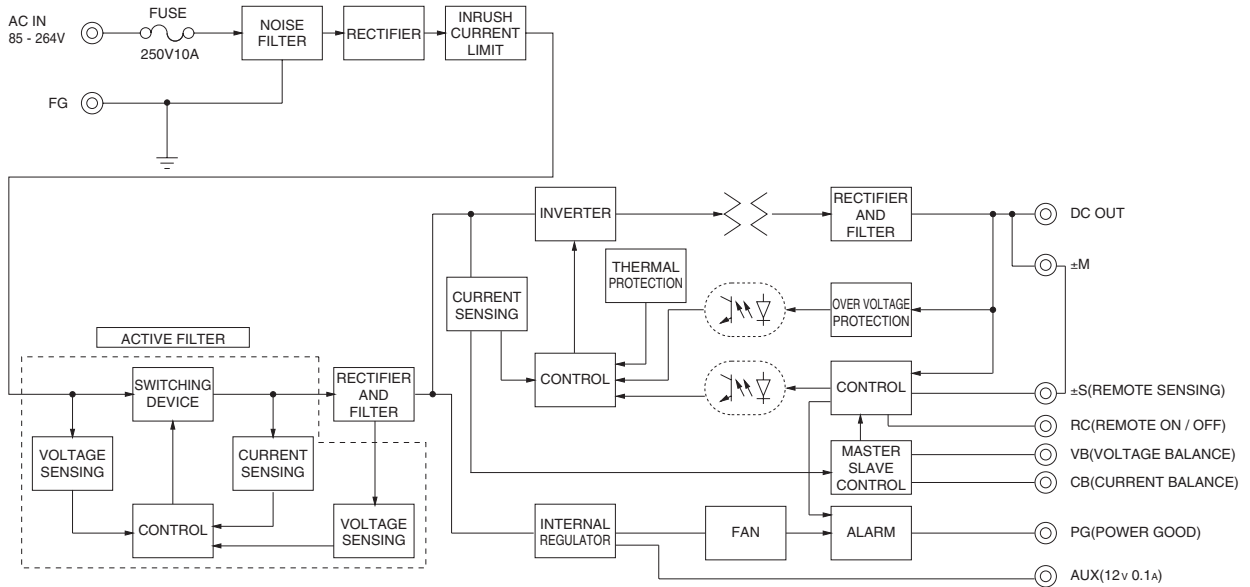 AC IN
85 - 264V
FUSE
250V10A
NOISE
FILTER
RECTIFIER
INRUSH
CURRENT
LIMIT
FG
INVERTER
RECTIFIER
AND
FILTER
DC OUT
±M
THERMAL
PROTECTION
CURRENT
SENSING
OVER VOLTAGE
PROTECTION
ACTIVE FILTER
SWITCHING
DEVICE
RECTIFIER
AND
FILTER
CONTROL
CONTROL
±S(REMOTE SENSING)
RC(REMOTE ON / OFF)
VOLTAGE
SENSING
CURRENT
SENSING
MASTER
SLAVE
CONTROL
VB(VOLTAGE BALANCE)
CB(CURRENT BALANCE)
CONTROL
VOLTAGE
SENSING
INTERNAL
REGULATOR
FAN
ALARM
PG(POWER GOOD)
AUX(12V 0.1A)